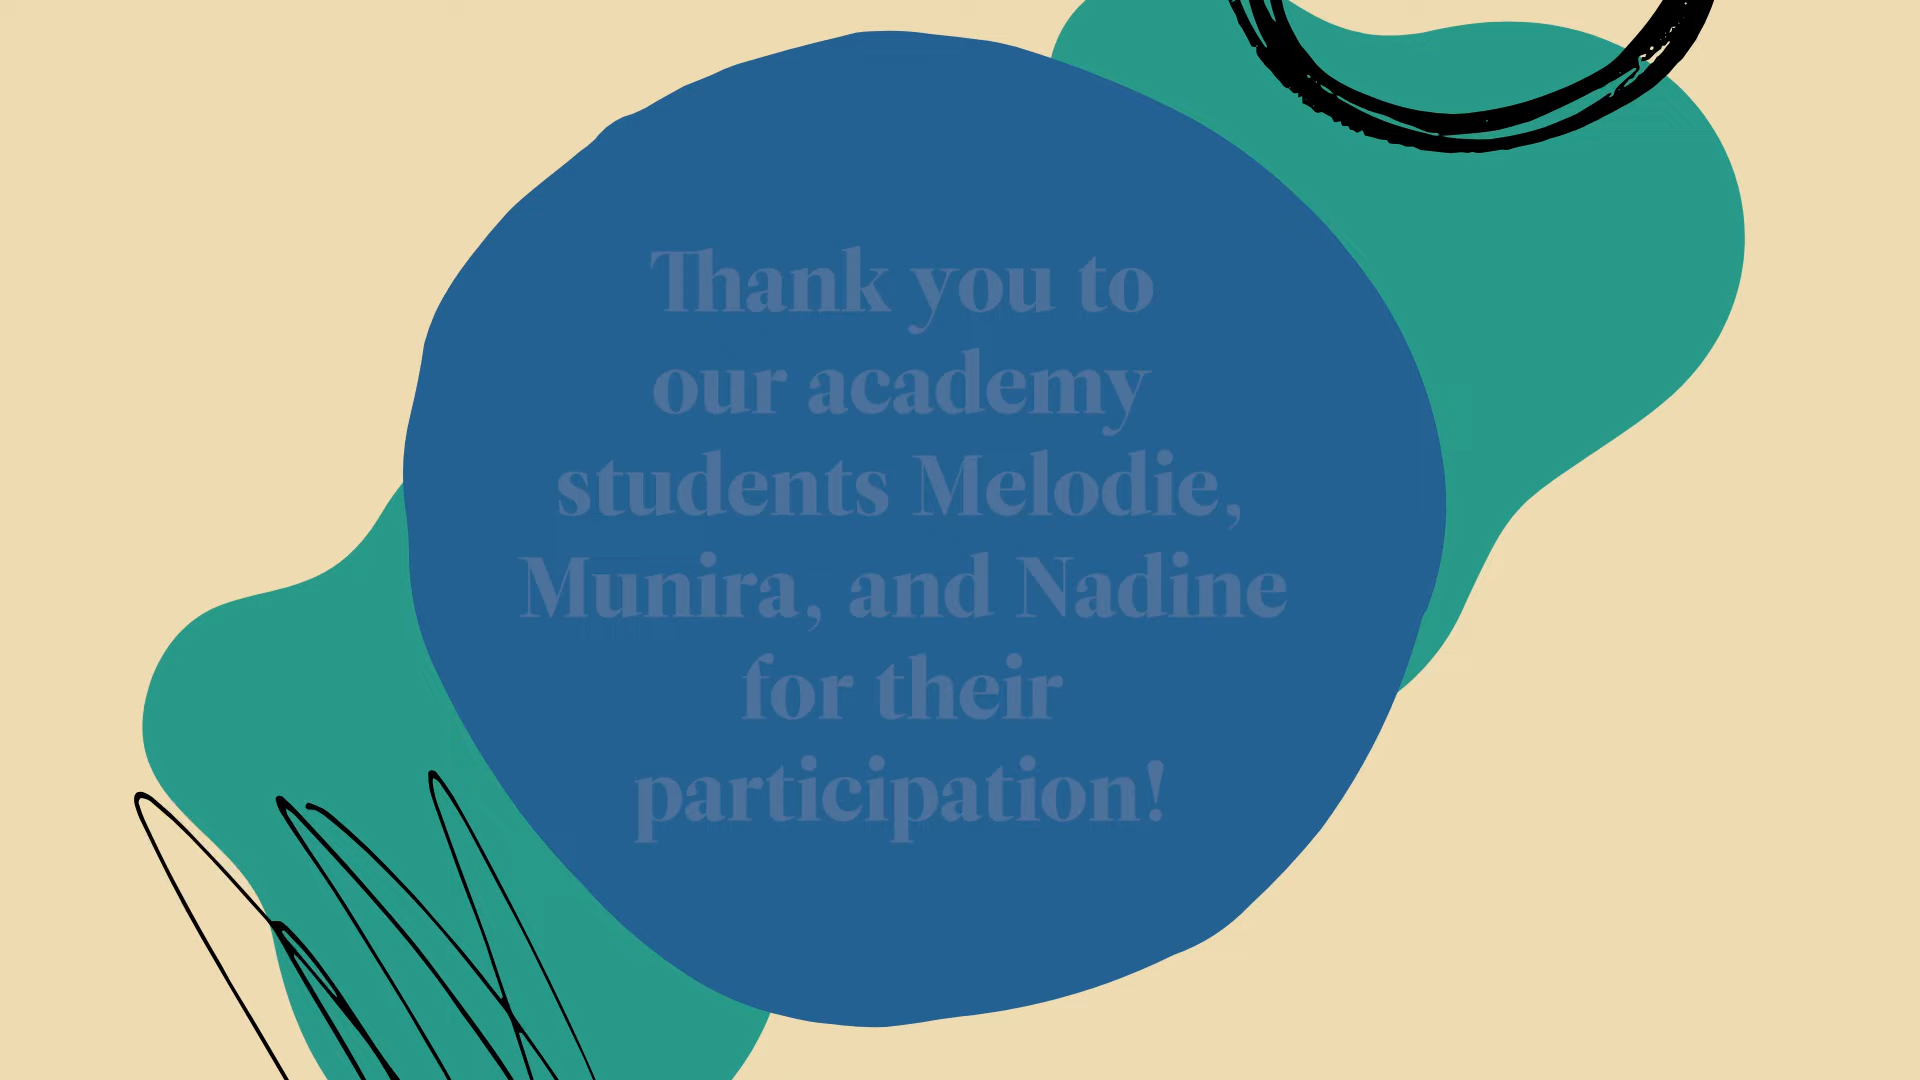 Thank you to
our academy
students Melodie,
Munira, and Nadine
for their
participation!